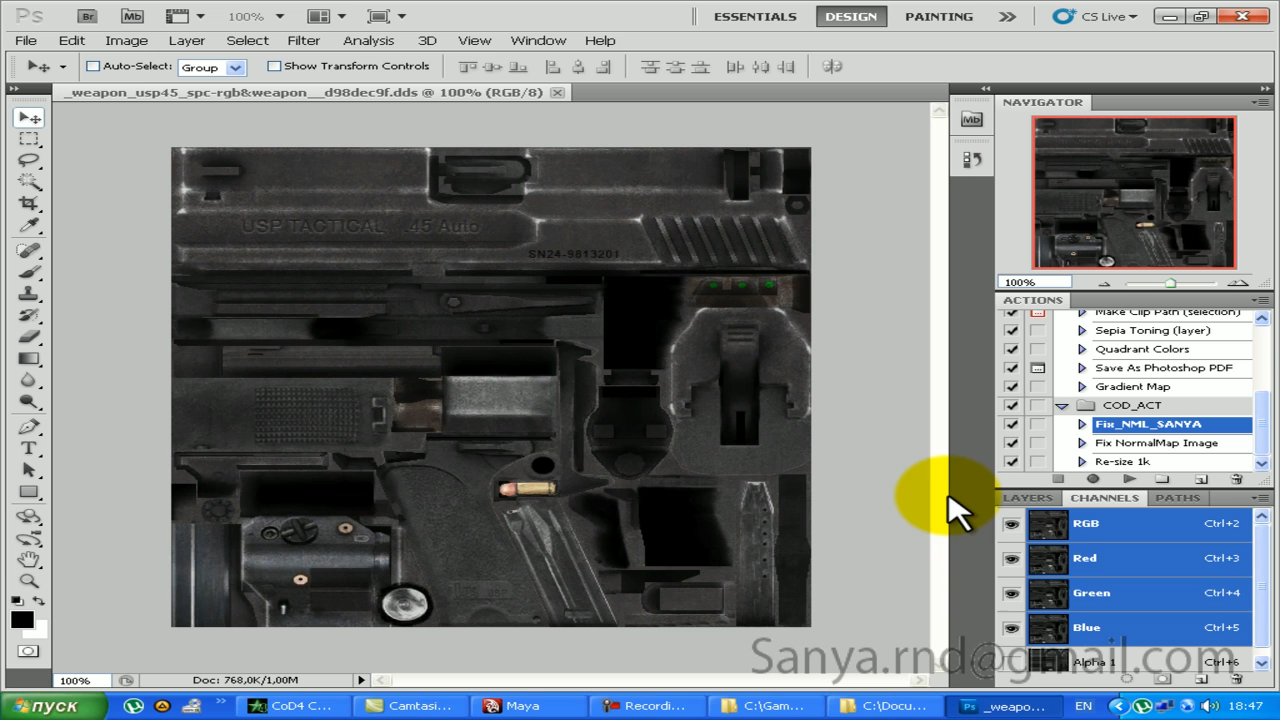 Ps Br Mb 100% ESSENTIALS DESIGN PAINTING CS Live
File Edit Image Layer Select Filter Analysis 3D View Window Help
Auto-Select: Group Show Transform Controls
_weapon_usp45_spc-rgb&weapon__d98dec9f.dds @ 100% (RGB/8)
Mb
NAVIGATOR
USP TACTICAL .45 Auto
SN24-9813201
100%
ACTIONS
Make Clip Path (selection)
Sepia Toning (layer)
Quadrant Colors
Save As Photoshop PDF
Gradient Map
COD_ACT
Fix_NML_SANYA
Fix NormalMap Image
Re-size 1k
LAYERS CHANNELS PATHS
RGB Ctrl+2
Red Ctrl+3
Green Ctrl+4
Blue Ctrl+5
Alpha 1 Ctrl+6
Sanya.rnd@gmail.com
100% Doc: 768,0K/1,00M
пуск CoD4 C... Camtasi... Maya Recordi... C:\Gam... C:\Docu... Ps _weapo... EN 18:47